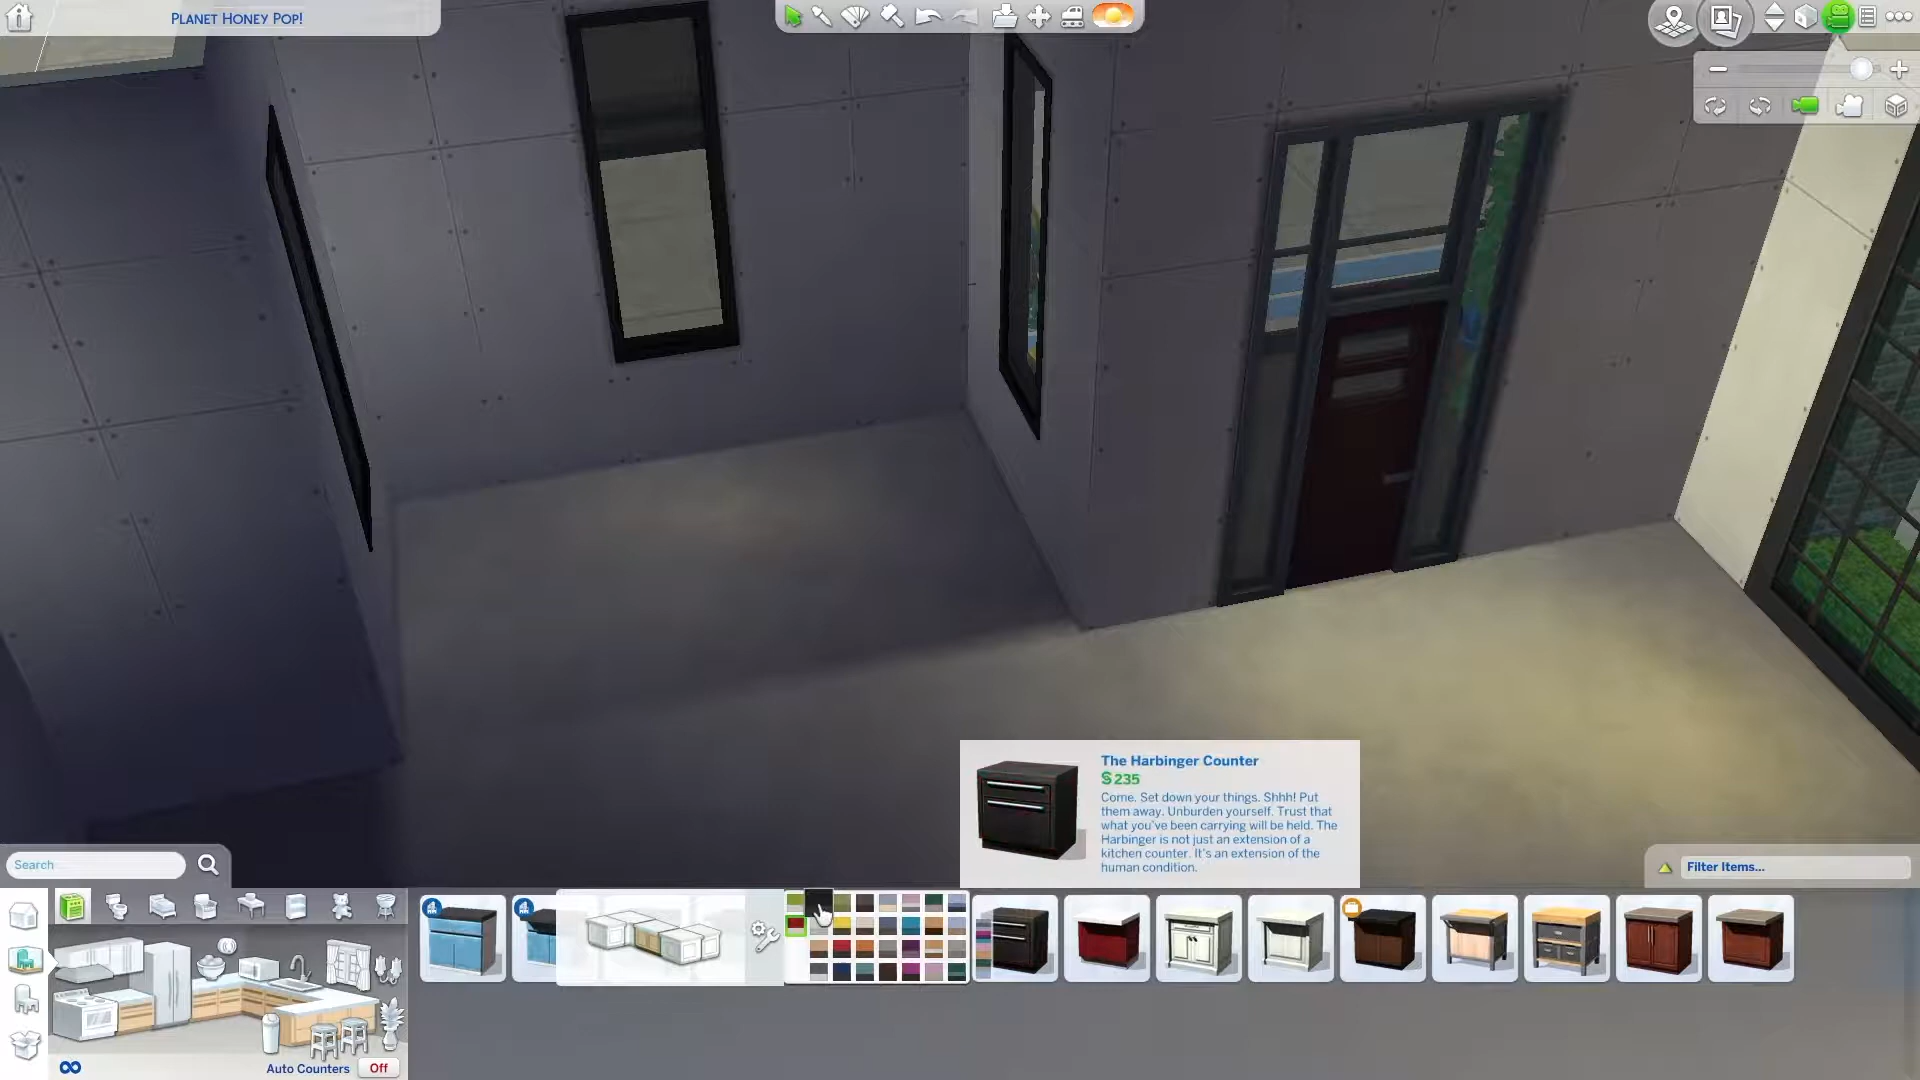 PLANET HONEY POP!
The Harbinger Counter
§235
Come. Set down your things. Shhh! Put
them away. Unburden yourself. Trust that
what you've been carrying will be held. The
Harbinger is not just an extension of a
kitchen counter. It's an extension of the
human condition.
Search
Filter Items...
Auto Counters Off